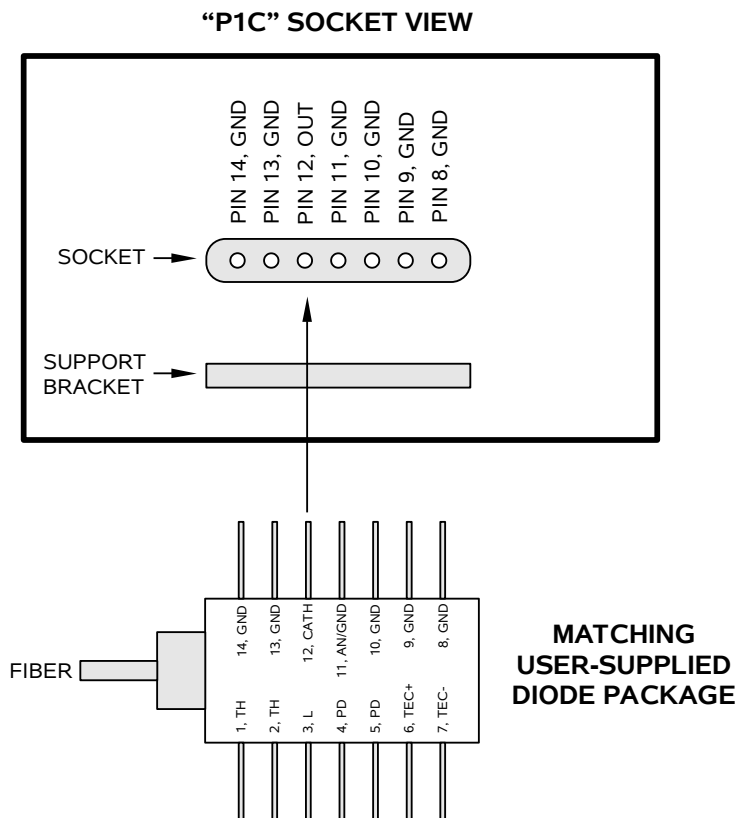 “P1C” SOCKET VIEW
PIN 14, GND
PIN 13, GND
PIN 12, OUT
PIN 11, GND
PIN 10, GND
PIN 9, GND
PIN 8, GND
SOCKET
SUPPORT
BRACKET
14, GND
13, GND
12, CATH
11, AN/GND
10, GND
9, GND
8, GND
FIBER
1, TH
2, TH
3, L
4, PD
5, PD
6, TEC+
7, TEC-
MATCHING
USER-SUPPLIED
DIODE PACKAGE